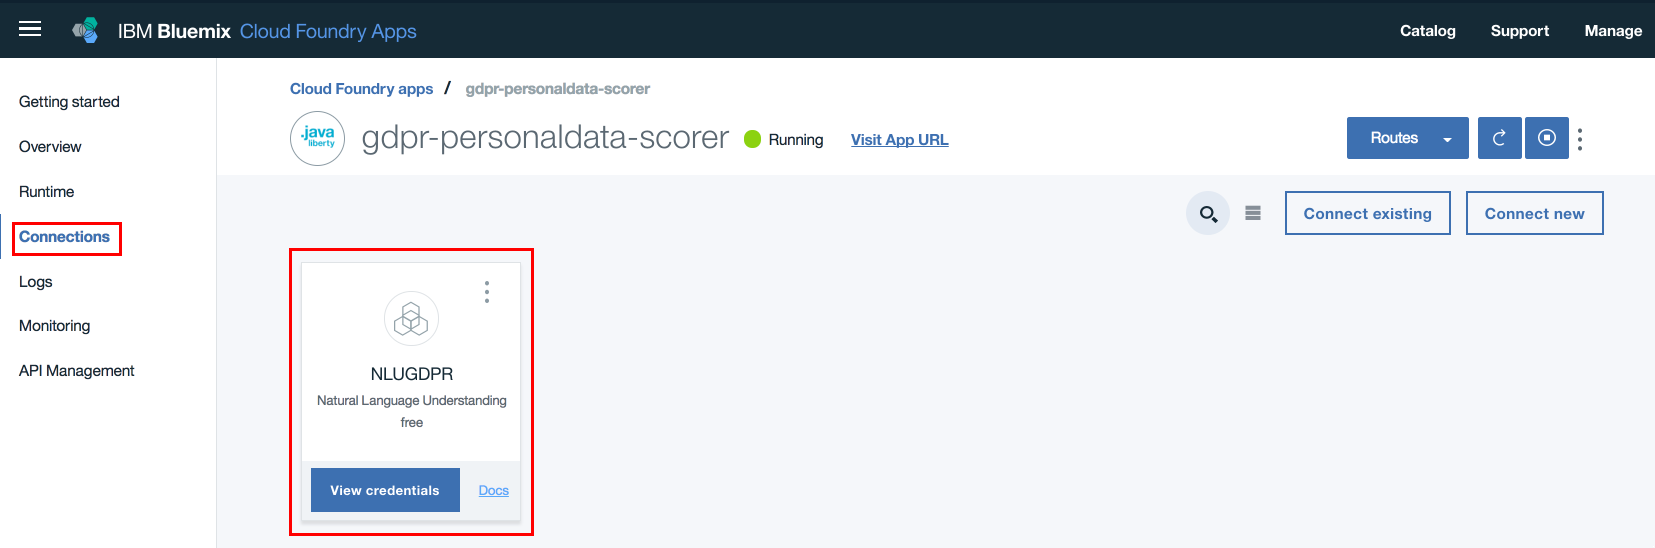 IBM Bluemix Cloud Foundry Apps
Catalog Support Manage
Getting started
Overview
Runtime
Connections
Logs
Monitoring
API Management
Cloud Foundry apps / gdpr-personaldata-scorer
.java
liberty
gdpr-personaldata-scorer Running Visit App URL
Routes
Connect existing Connect new
NLUGDPR
Natural Language Understanding
free
View credentials Docs